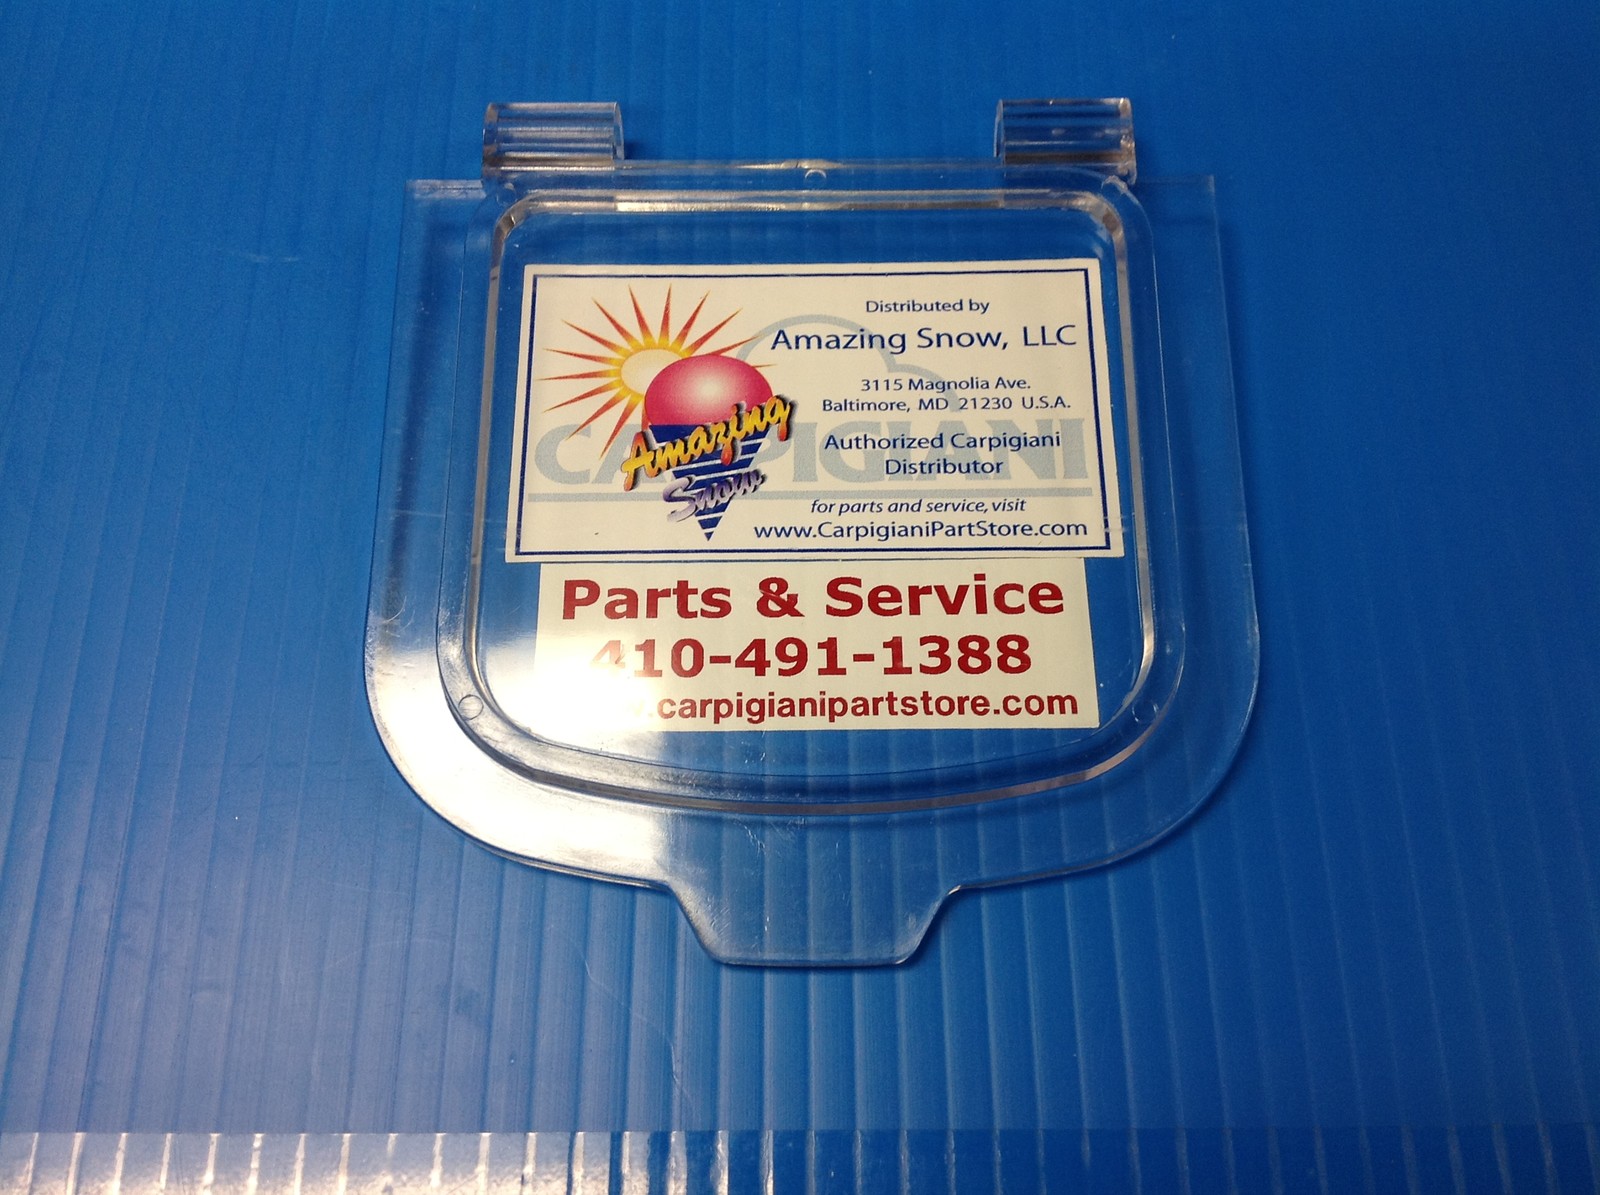 Distributed by
Amazing Snow, LLC
3115 Magnolia Ave.
Baltimore, MD 21230 U.S.A.
CARPIGIANI
Authorized Carpigiani
Distributor
Amazing
Snow
for parts and service, visit
www.CarpigianiPartStore.com
Parts & Service
410-491-1388
.carpigianipartstore.com